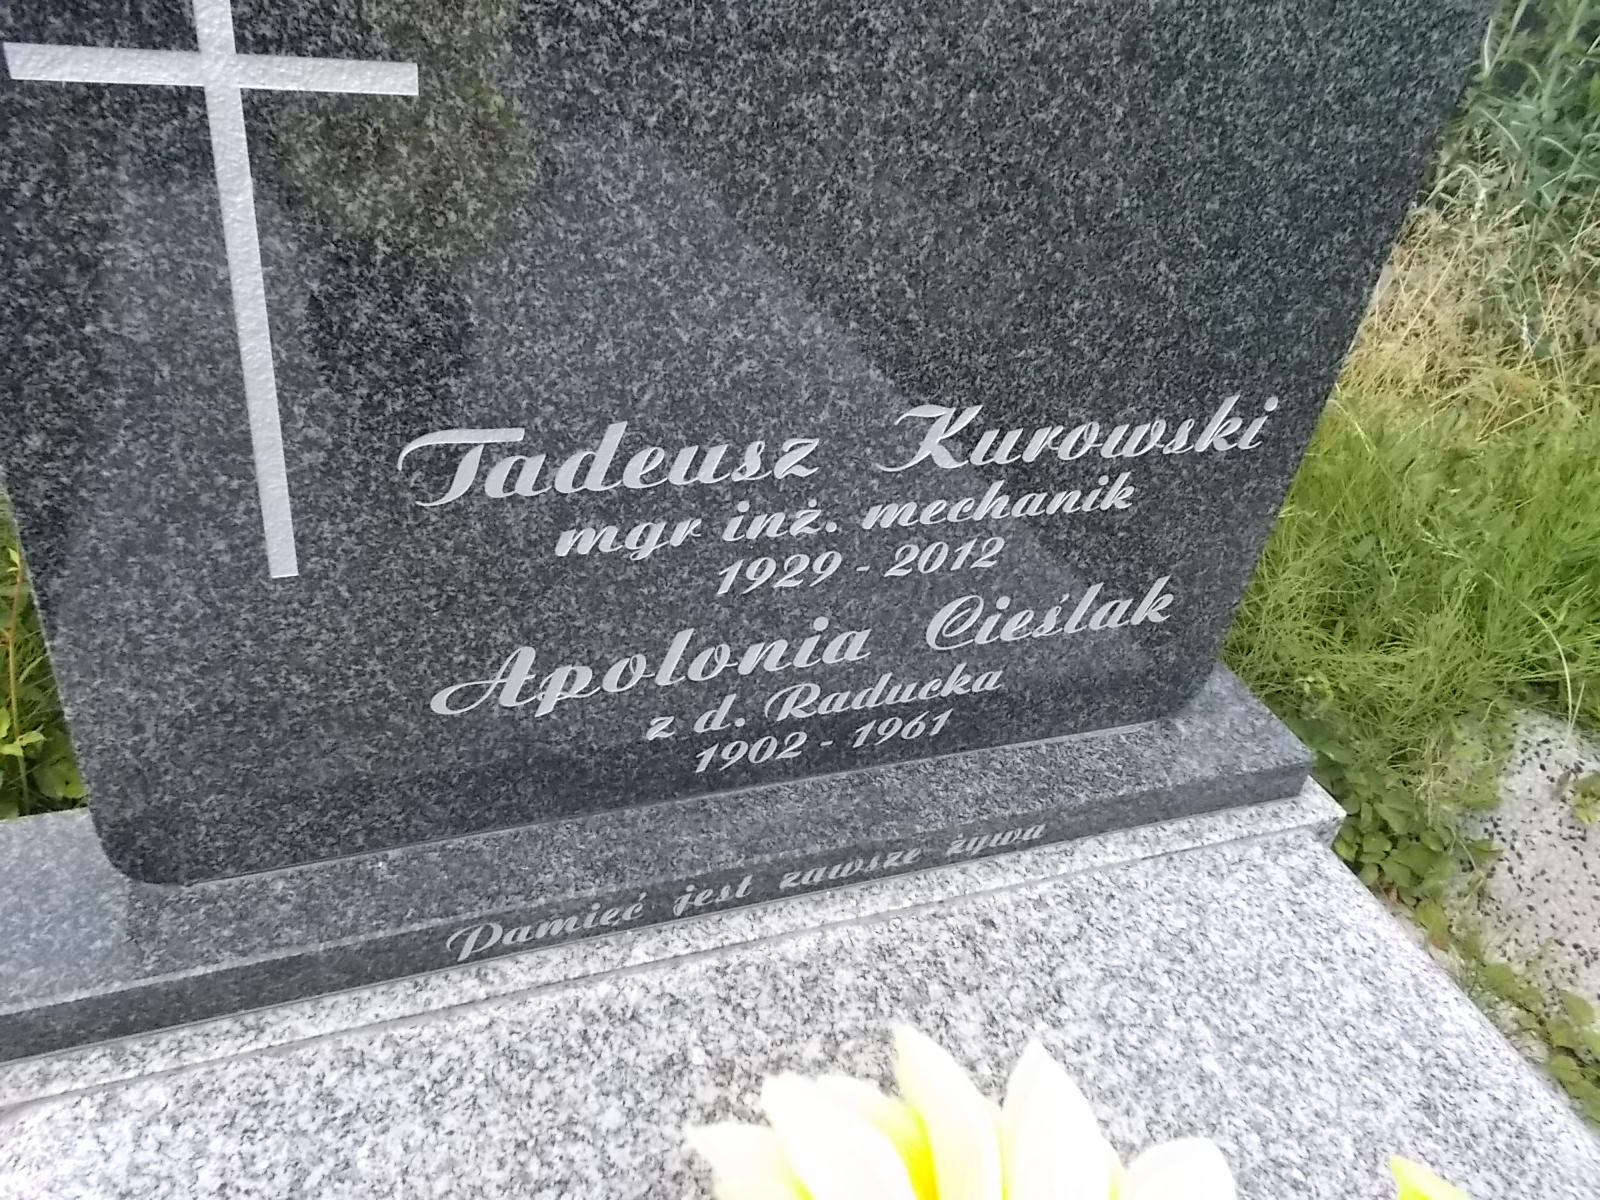 Tadeusz Kurowski
mgr inż. mechanik
1929 - 2012
Apolonia Cieślak
z d. Raducka
1902 - 1961
Pamięć jest zawsze żywa